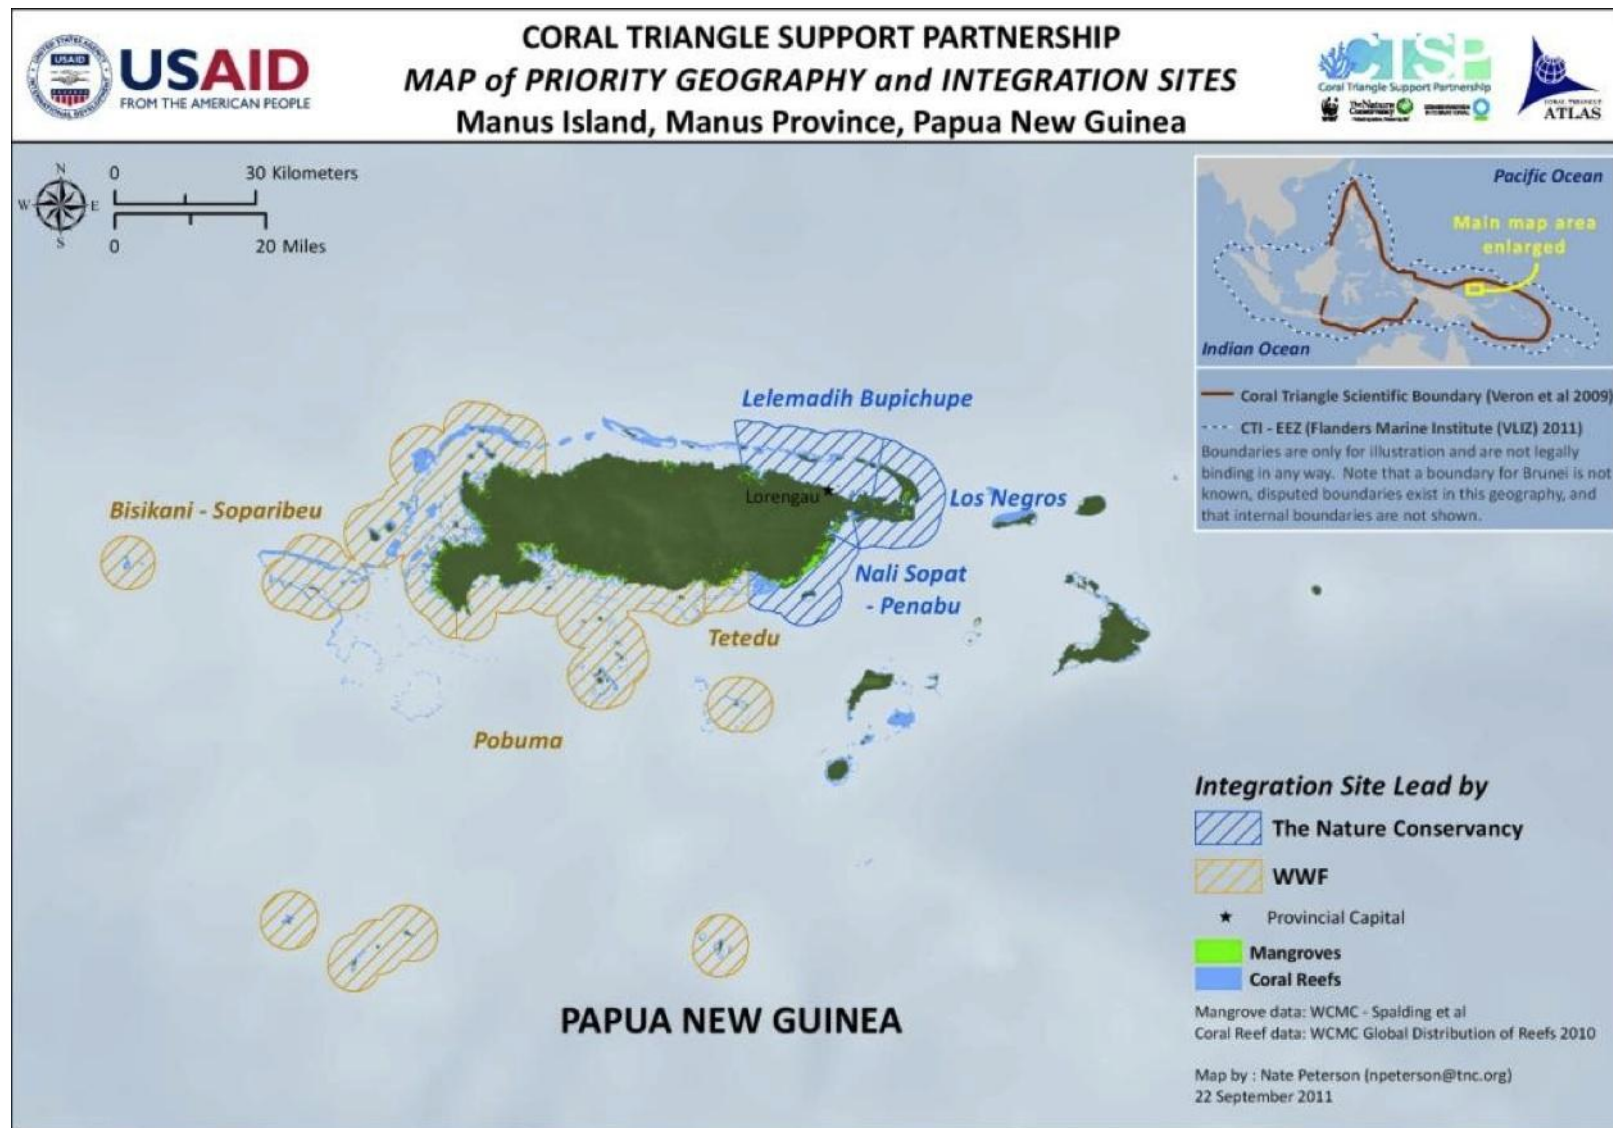 USAID
FROM THE AMERICAN PEOPLE
CORAL TRIANGLE SUPPORT PARTNERSHIP
MAP of PRIORITY GEOGRAPHY and INTEGRATION SITES
Manus Island, Manus Province, Papua New Guinea
CTSP
Coral Triangle Support Partnership
WWF
The Nature Conservancy
CORAL TRIANGLE
ATLAS
N
W E
S
0 30 Kilometers
0 20 Miles
Pacific Ocean
Main map area
enlarged
Indian Ocean
Coral Triangle Scientific Boundary (Veron et al 2009)
CTI - EEZ (Flanders Marine Institute (VLIZ) 2011)
Boundaries are only for illustration and are not legally
binding in any way. Note that a boundary for Brunei is not
known, disputed boundaries exist in this geography, and
that internal boundaries are not shown.
Lelemadih Bupichupe
Lorengau
Los Negros
Bisikani - Soparibeu
Nali Sopat
- Penabu
Tetedu
Pobuma
PAPUA NEW GUINEA
Integration Site Lead by
The Nature Conservancy
WWF
Provincial Capital
Mangroves
Coral Reefs
Mangrove data: WCMC - Spalding et al
Coral Reef data: WCMC Global Distribution of Reefs 2010
Map by : Nate Peterson (npeterson@tnc.org)
22 September 2011